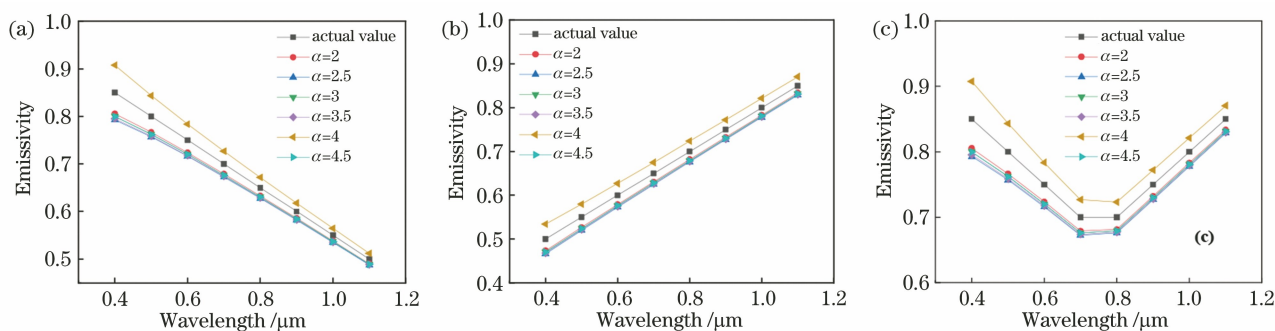 (a)
1.0
0.9
0.8
0.7
0.6
0.5
Emissivity
actual value
α=2
α=2.5
α=3
α=3.5
α=4
α=4.5
0.4 0.6 0.8 1.0 1.2
Wavelength /μm
(b)
1.0
0.9
0.8
0.7
0.6
0.5
0.4
Emissivity
actual value
α=2
α=2.5
α=3
α=3.5
α=4
α=4.5
0.4 0.6 0.8 1.0 1.2
Wavelength /μm
(c)
1.0
0.9
0.8
0.7
0.6
Emissivity
actual value
α=2
α=2.5
α=3
α=3.5
α=4
α=4.5
(c)
0.4 0.6 0.8 1.0 1.2
Wavelength /μm